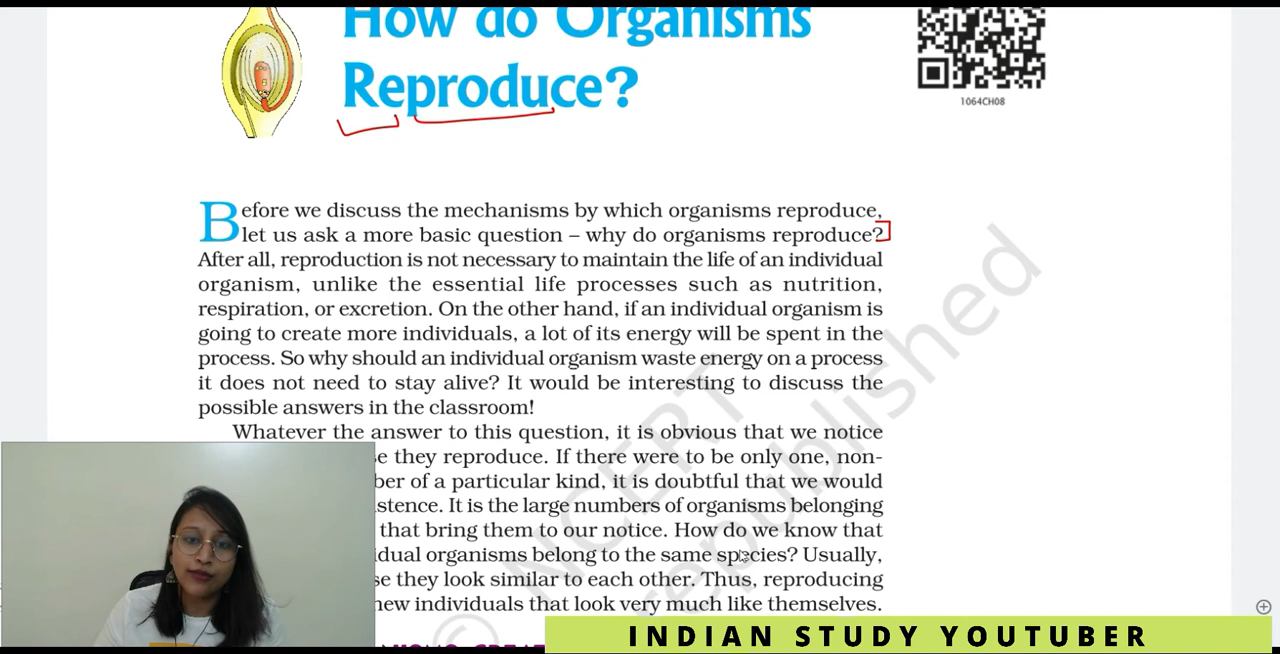 How do Organisms
Reproduce?
1064CH08
Before we discuss the mechanisms by which organisms reproduce,
let us ask a more basic question – why do organisms reproduce?
After all, reproduction is not necessary to maintain the life of an individual
organism, unlike the essential life processes such as nutrition,
respiration, or excretion. On the other hand, if an individual organism is
going to create more individuals, a lot of its energy will be spent in the
process. So why should an individual organism waste energy on a process
it does not need to stay alive? It would be interesting to discuss the
possible answers in the classroom!
Whatever the answer to this question, it is obvious that we notice
they reproduce. If there were to be only one, non-
of a particular kind, it is doubtful that we would
It is the large numbers of organisms belonging
that bring them to our notice. How do we know that
organisms belong to the same species? Usually,
they look similar to each other. Thus, reproducing
new individuals that look very much like themselves.
© NCERT
republished
INDIAN STUDY YOUTUBER